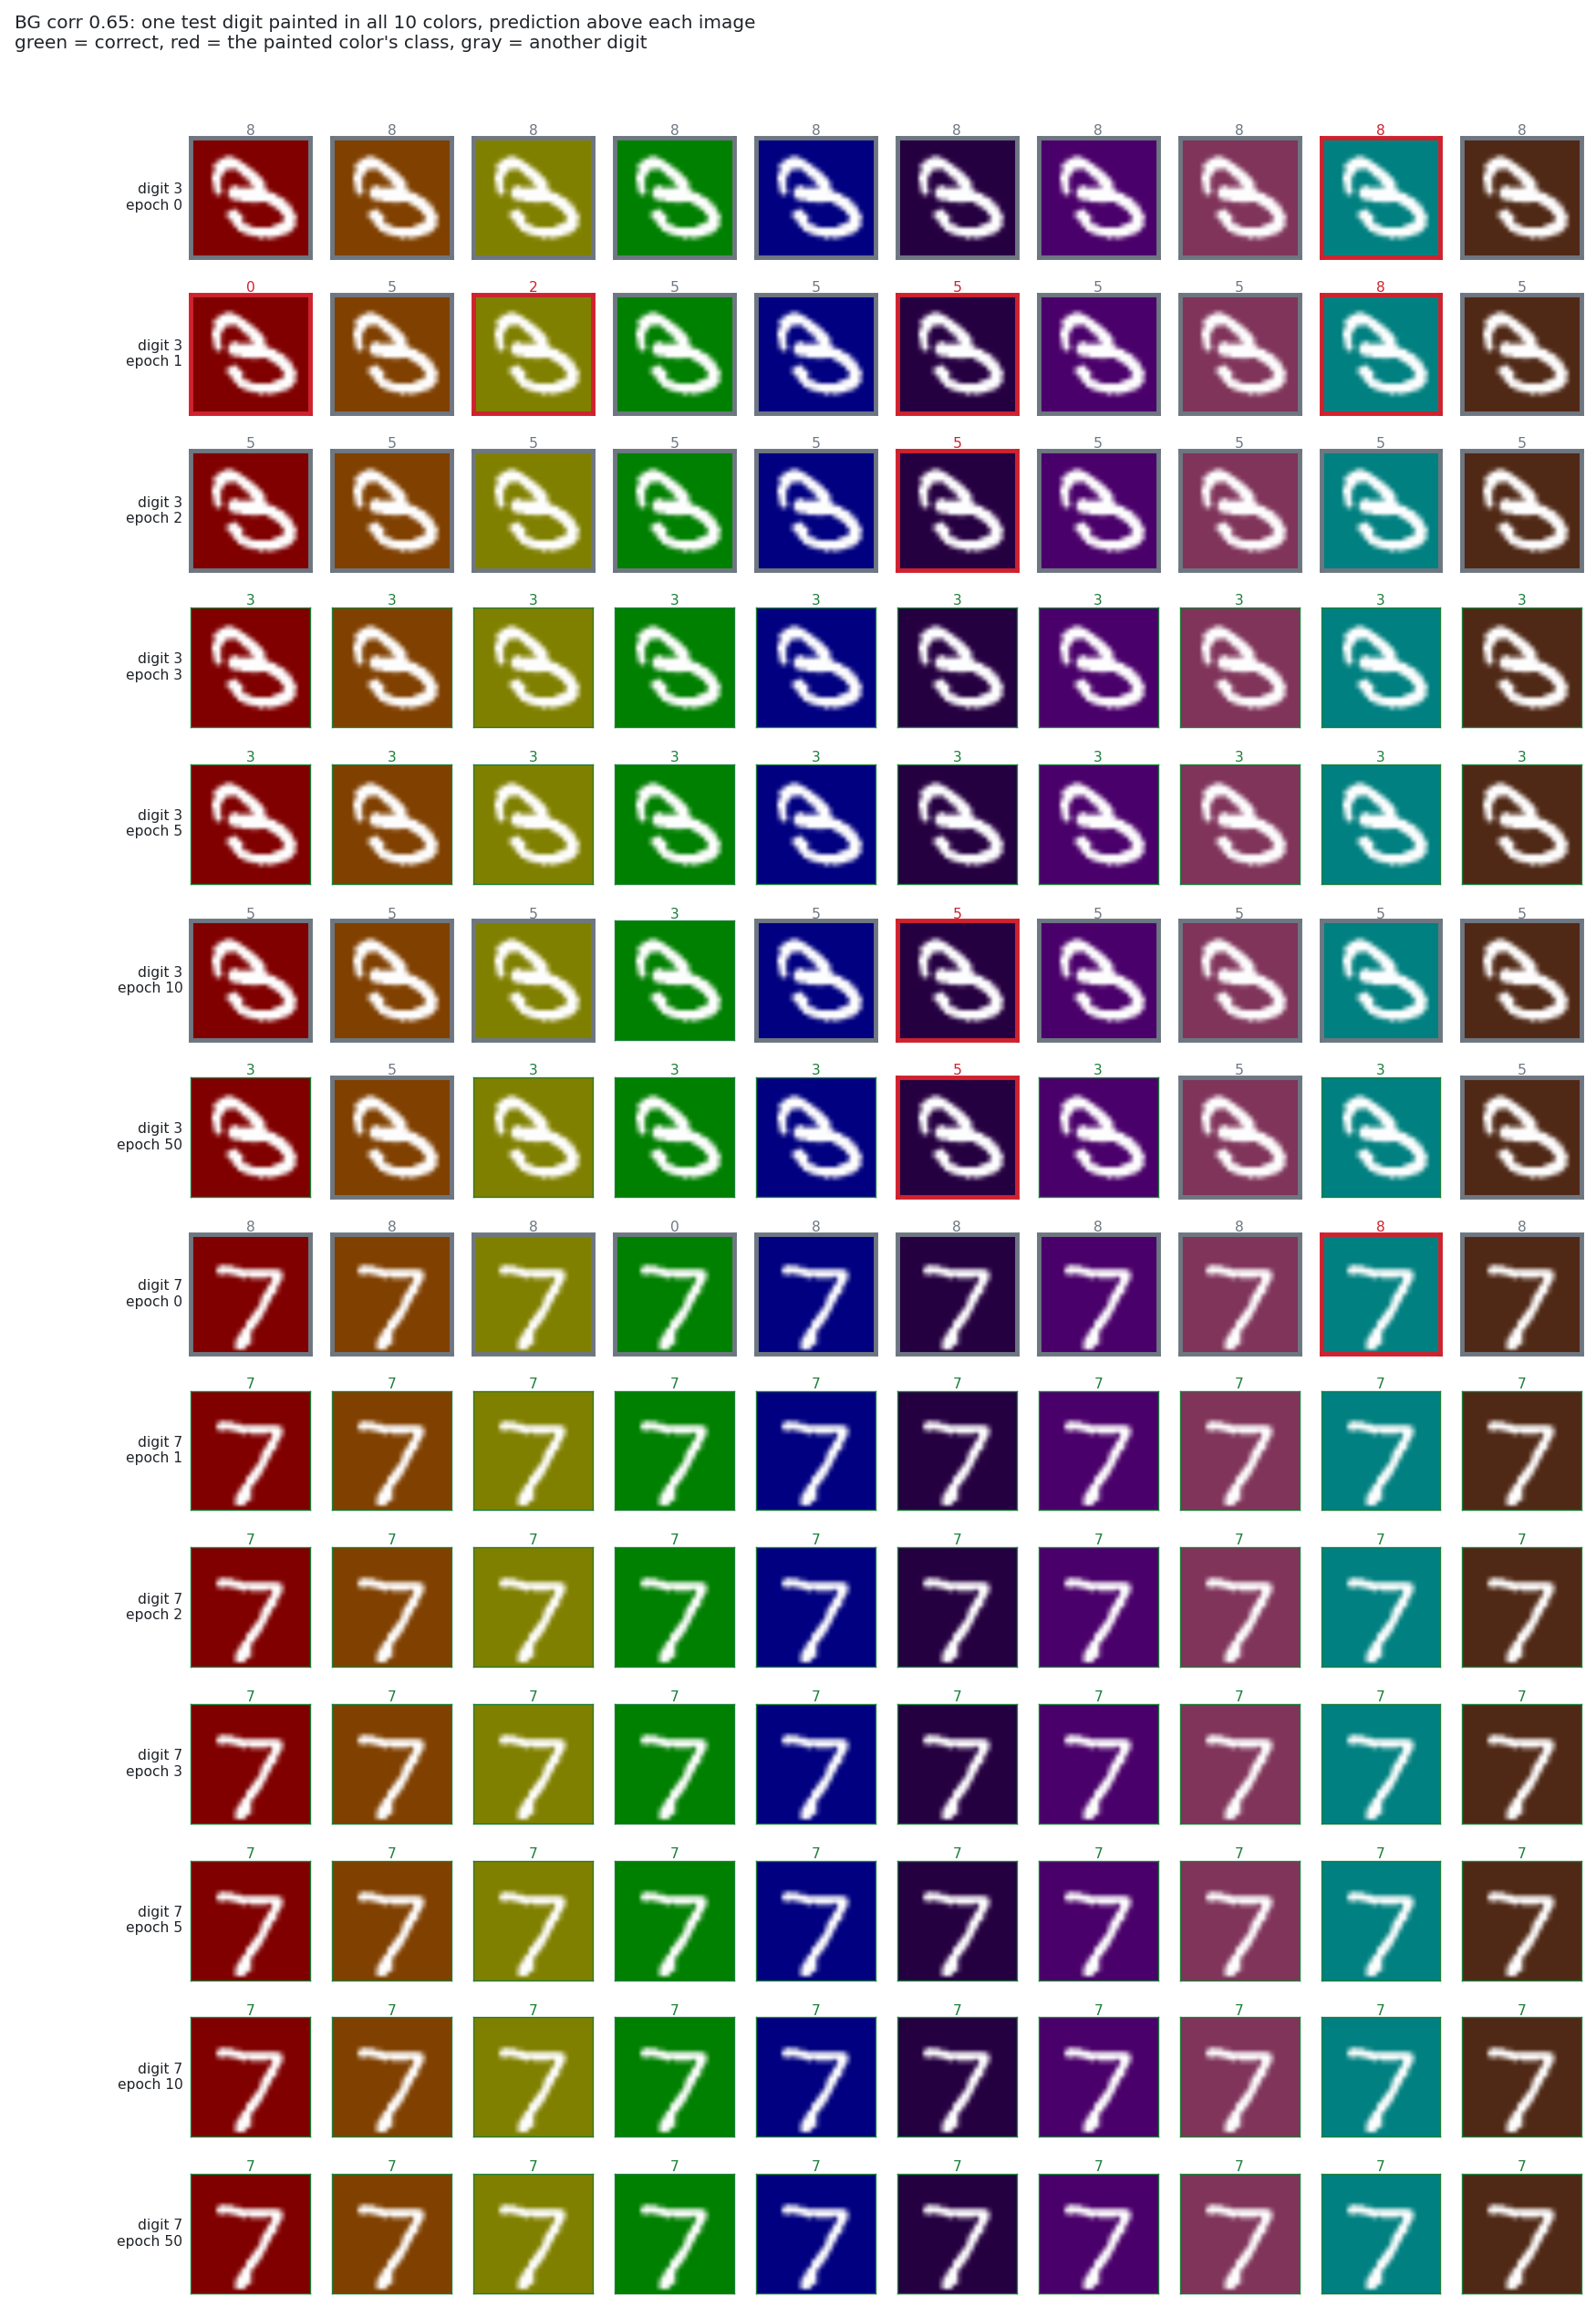 BG corr 0.65: one test digit painted in all 10 colors, prediction above each image
green = correct, red = the painted color's class, gray = another digit
8 8 8 8 8 8 8 8 8 8
digit 3
epoch 0
0 5 2 5 5 5 5 5 8 5
digit 3
epoch 1
5 5 5 5 5 5 5 5 5 5
digit 3
epoch 2
3 3 3 3 3 3 3 3 3 3
digit 3
epoch 3
3 3 3 3 3 3 3 3 3 3
digit 3
epoch 5
5 5 5 3 5 5 5 5 5 5
digit 3
epoch 10
3 5 3 3 3 5 3 5 3 5
digit 3
epoch 50
8 8 8 0 8 8 8 8 8 8
digit 7
epoch 0
7 7 7 7 7 7 7 7 7 7
digit 7
epoch 1
7 7 7 7 7 7 7 7 7 7
digit 7
epoch 2
7 7 7 7 7 7 7 7 7 7
digit 7
epoch 3
7 7 7 7 7 7 7 7 7 7
digit 7
epoch 5
7 7 7 7 7 7 7 7 7 7
digit 7
epoch 10
7 7 7 7 7 7 7 7 7 7
digit 7
epoch 50